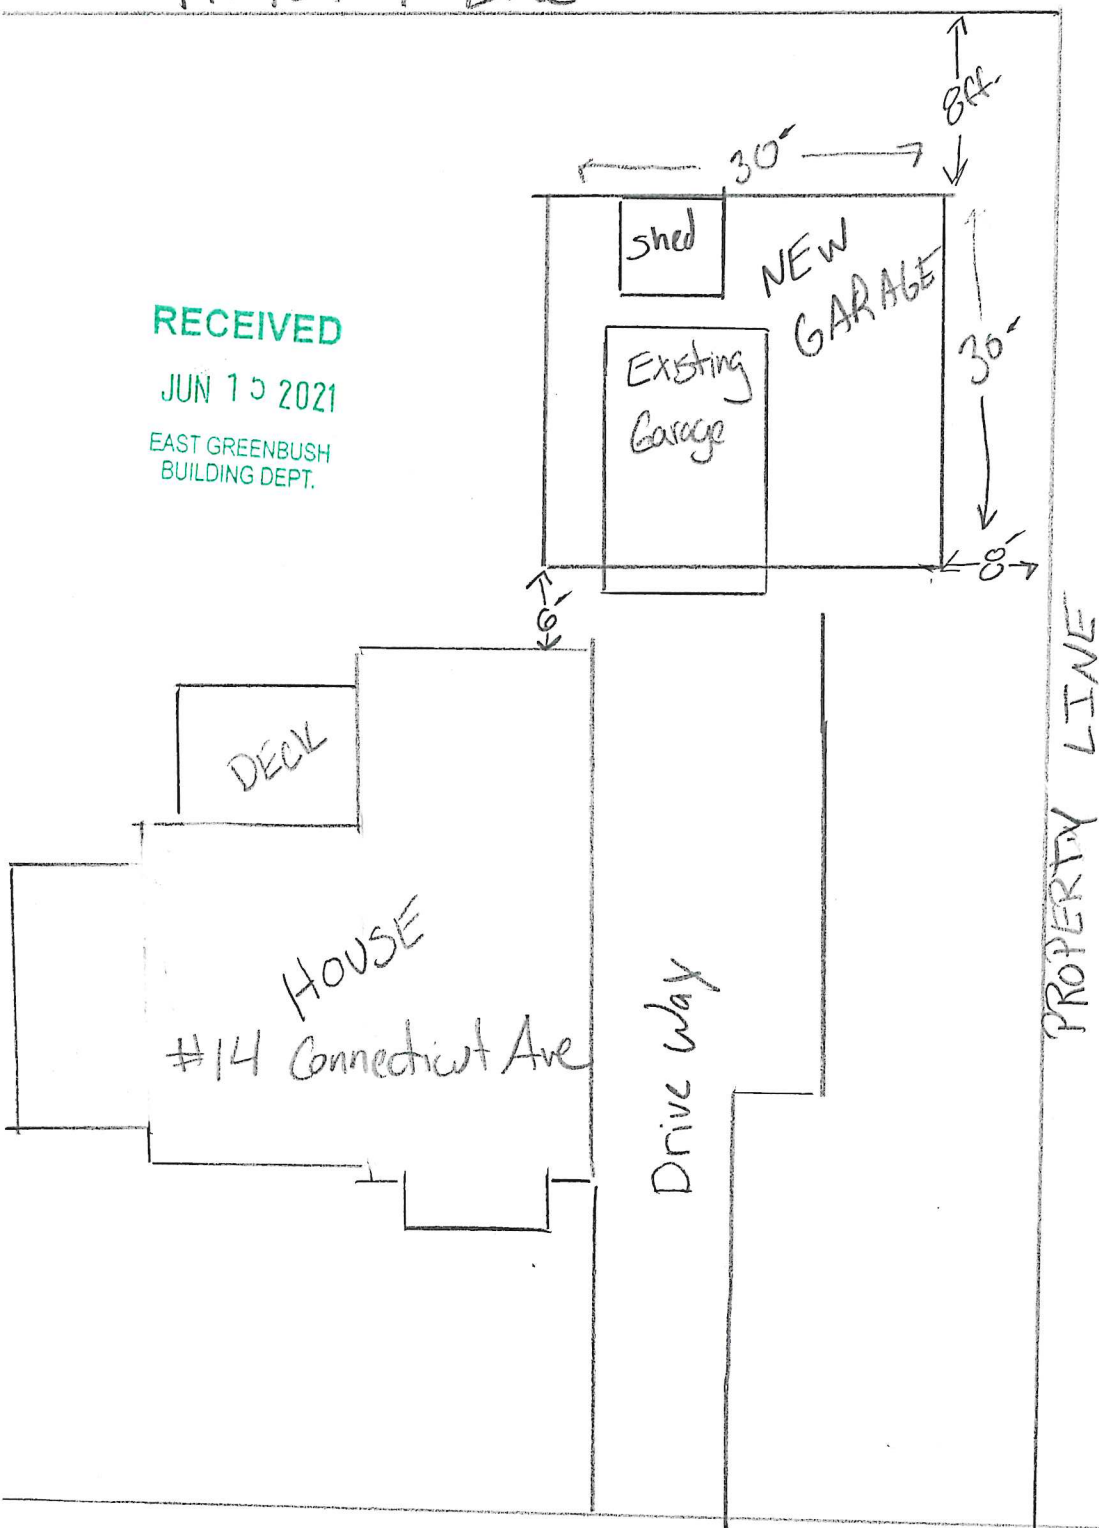 8ft.
30'
shed
NEW
GARAGE
RECEIVED
JUN 15 2021
EAST GREENBUSH
BUILDING DEPT.
Existing
Garage
30'
8'
6'
PROPERTY LINE
DECK
HOUSE
#14 Connecticut Ave
Drive Way